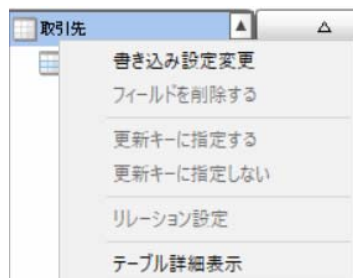 取引先
書き込み設定変更
フィールドを削除する
更新キーに指定する
更新キーに指定しない
リレーション設定
テーブル詳細表示